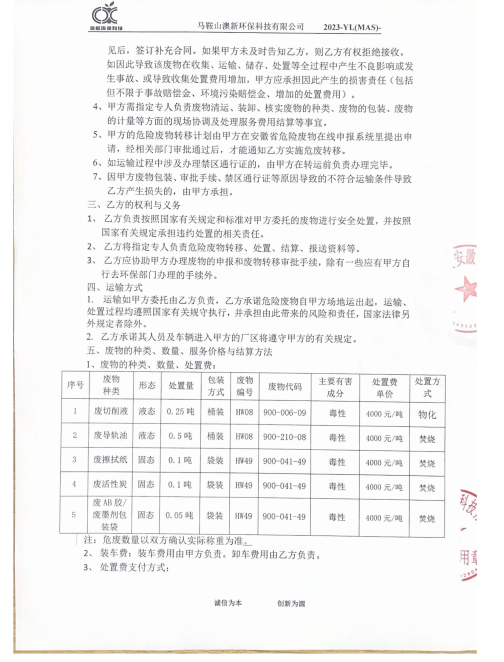 澳新环保科技
马鞍山澳新环保科技有限公司 2023-YL(MAS)-
见后，签订补充合同。如果甲方未及时告知乙方，则乙方有权拒绝接收。
如因此导致该废物在收集、运输、储存、处置等全过程中产生不良影响或发
生事故、或导致收集处置费用增加，甲方应承担因此产生的损害责任（包括
但不限于事故赔偿金、环境污染赔偿金、增加的处置费用）。
4、甲方需指定专人负责废物清运、装卸、核实废物的种类、废物的包装、废物
的计量等方面的现场协调及处理服务费用结算等事宜。
5、甲方的危险废物转移计划由甲方在安徽省危险废物在线申报系统里提出申
请，经相关部门审批通过后，才能通知乙方实施危废转移。
6、如运输过程中涉及办理禁区通行证的，由甲方在转运前负责办理完毕。
7、因甲方废物包装、审批手续、禁区通行证等原因导致的不符合运输条件导致
乙方产生损失的，由甲方承担。
三、乙方的权利与义务
1、 乙方负责按照国家有关规定和标准对甲方委托的废物进行安全处置，并按照
国家有关规定承担违约处置的相关责任。
2、 乙方将指定专人负责危险废物转移、处置、结算、报送资料等。
3、 乙方应协助甲方办理废物的申报和废物转移审批手续，除有一些应有甲方自
行去环保部门办理的手续外。
四、运输方式
1. 运输如甲方委托由乙方负责，乙方承诺危险废物自甲方场地运出起，运输、
处置过程均遵照国家有关规守执行，并承担由此带来的风险和责任，国家法律另
外规定者除外。
2. 乙方承诺其人员及车辆进入甲方的厂区将遵守甲方的有关规定。
五、废物的种类、数量、服务价格与结算方法
1、废物的种类、数量、处置费：
序号 废物种类 形态 处置量 包装方式 废物编号 废物代码 主要有害成分 处置费单价 处置方式
1 废切削液 液态 0.25 吨 桶装 HW08 900-006-09 毒性 4000 元/吨 物化
2 废导轨油 液态 0.5 吨 桶装 HW08 900-210-08 毒性 4000 元/吨 焚烧
3 废擦拭纸 固态 0.1 吨 袋装 HW49 900-041-49 毒性 4000 元/吨 焚烧
4 废活性炭 固态 0.1 吨 袋装 HW49 900-041-49 毒性 4000 元/吨 焚烧
5 废 AB 胶/废墨剂包装袋 固态 0.05 吨 袋装 HW49 900-041-49 毒性 4000 元/吨 焚烧
注：危废数量以双方确认实际称重为准。
2、 装车费：装车费用由甲方负责。卸车费用由乙方负责。
3、 处置费支付方式：
诚信为本 创新为源
安徽
科技
用章